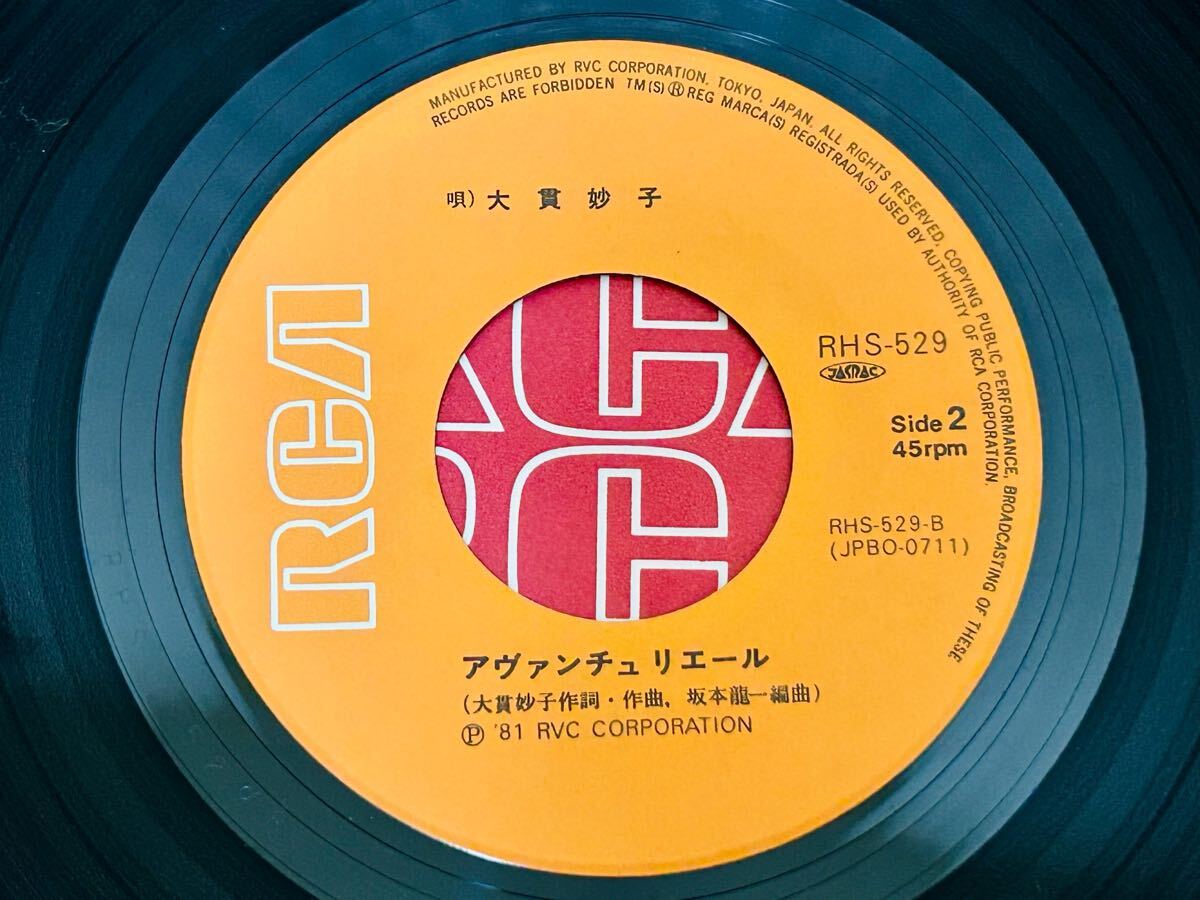 MANUFACTURED BY RVC CORPORATION, TOKYO, JAPAN, ALL RIGHTS RESERVED, COPYING PUBLIC PERFORMANCE, BROADCASTING OF THESE
RECORDS ARE FORBIDDEN TM(S)®REG MARCA(S) REGISTRADA(S) USED BY AUTHORITY OF RCA CORPORATION.
唄) 大貫妙子
RCA
RHS-529
JASRAC
Side 2
45rpm
RHS-529-B
(JPBO-0711)
アヴァンチュリエール
(大貫妙子作詞・作曲, 坂本龍一編曲)
Ⓟ '81 RVC CORPORATION